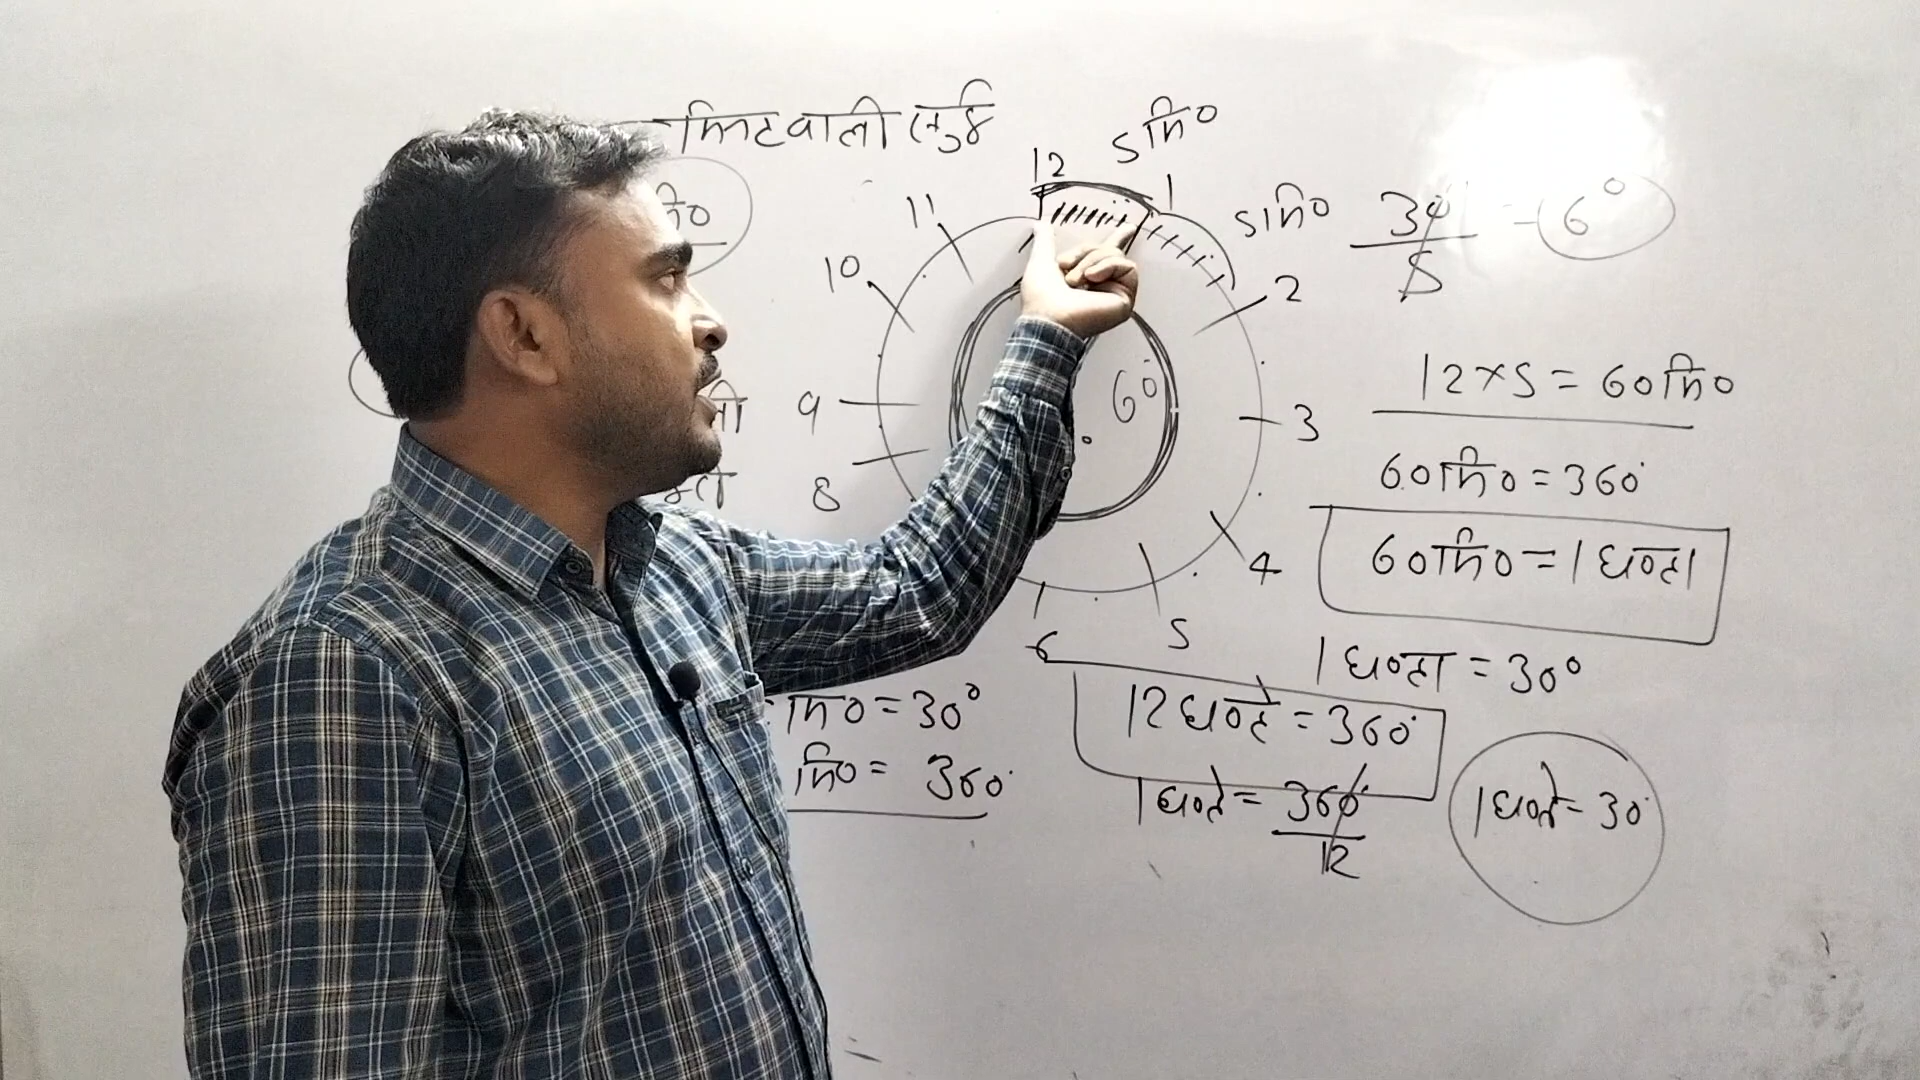 मिनटवाली सुई
5 मि०
12
1
11
5 मि० 30/5 = 6°
10
2
12×5 = 60 मि०
60°
9
3
8
60 मि० = 360°
60 मि० = 1 घण्टा
4
5
6
1 घण्टा = 30°
मि० = 30°
12 घण्टे = 360°
मि० = 360°
1 घण्टे = 360°/12
1 घण्टे = 30°